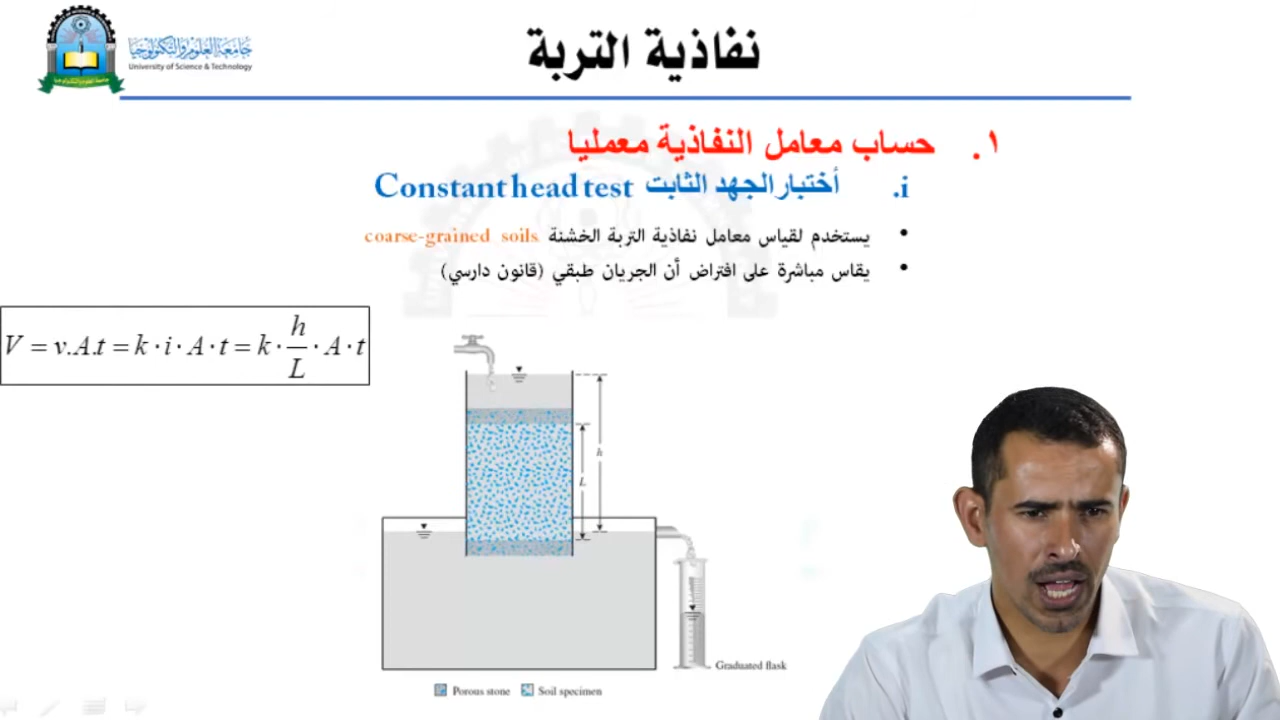 جامعة العلوم والتكنولوجيا
University of Science & Technology
نفاذية التربة
١. حساب معامل النفاذية معمليا
i. أختبار الجهد الثابت Constant head test
• يستخدم لقياس معامل نفاذية التربة الخشنة coarse-grained soils
• يقاس مباشرة على افتراض أن الجريان طبقي (قانون دارسي)
V = v.A.t = k · i · A · t = k · h/L · A · t
h
L
Graduated flask
Porous stone
Soil specimen